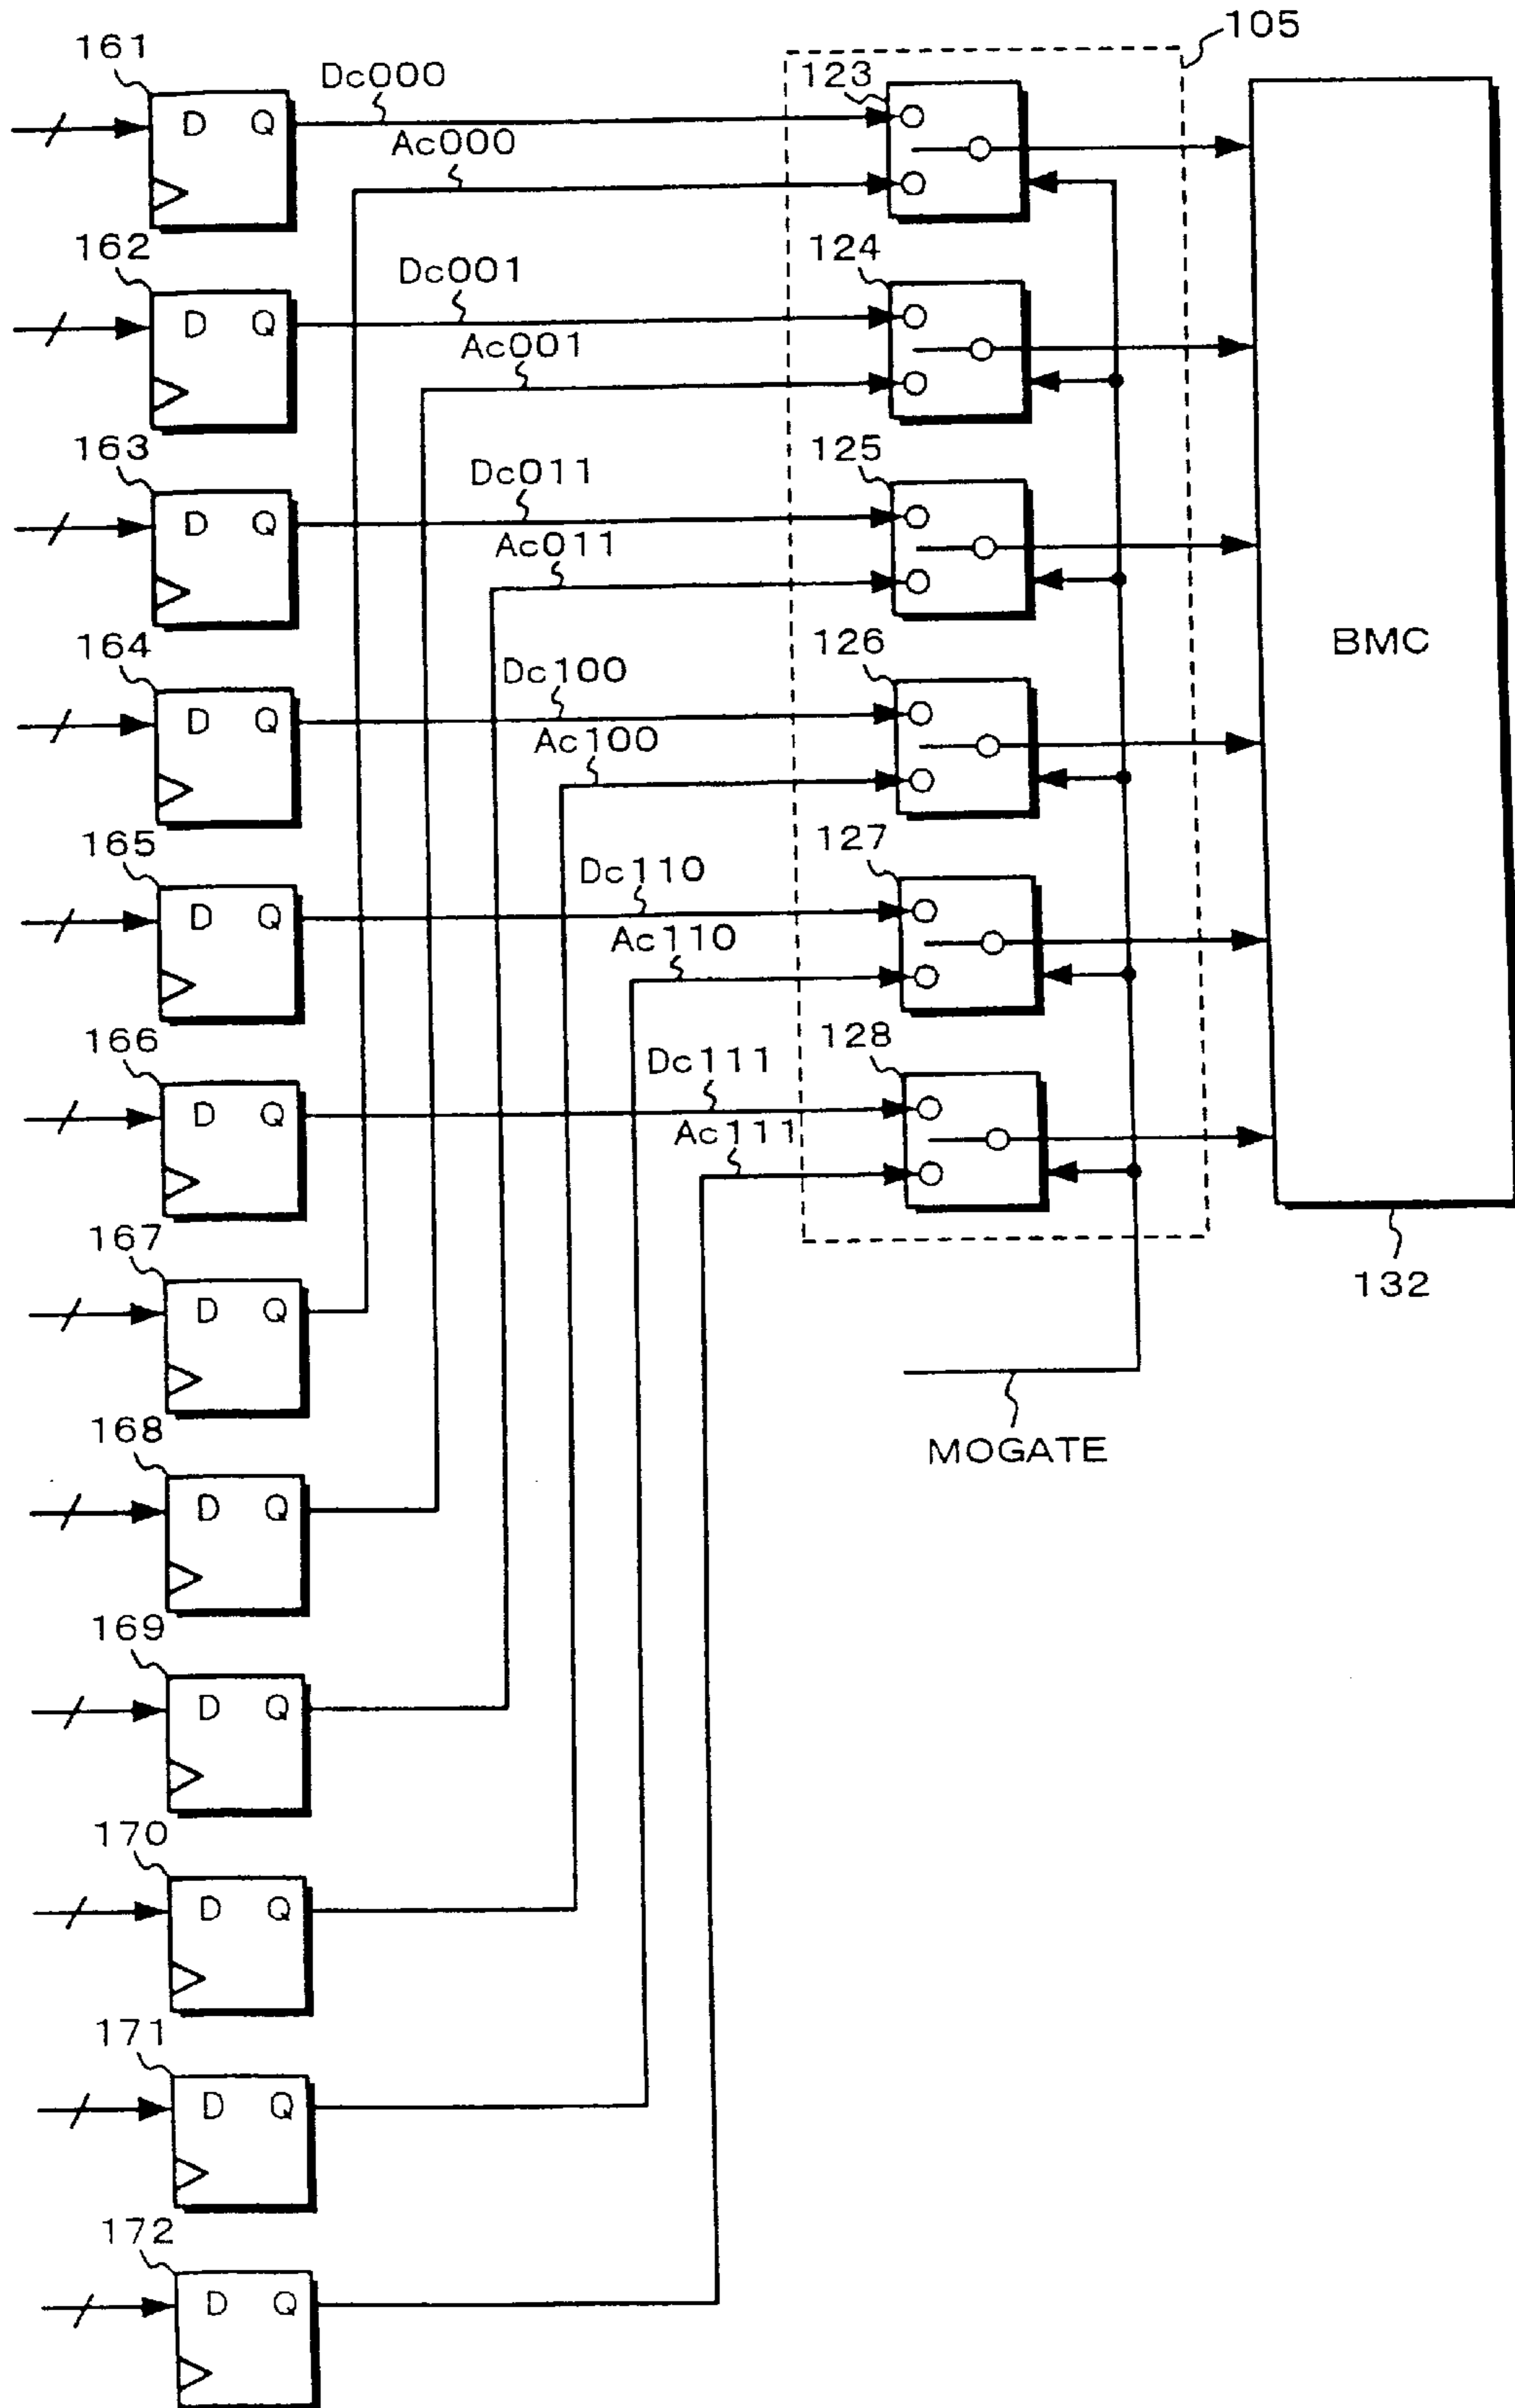 105
161
Dc000
123
D Q
Ac000
162
Dc001
124
D Q
Ac001
163
Dc011
125
D Q
Ac011
BMC
164
Dc100
126
D Q
Ac100
165
Dc110
127
D Q
Ac110
166
Dc111
128
D Q
Ac111
132
167
D Q
MOGATE
168
D Q
169
D Q
170
D Q
171
D Q
172
D Q